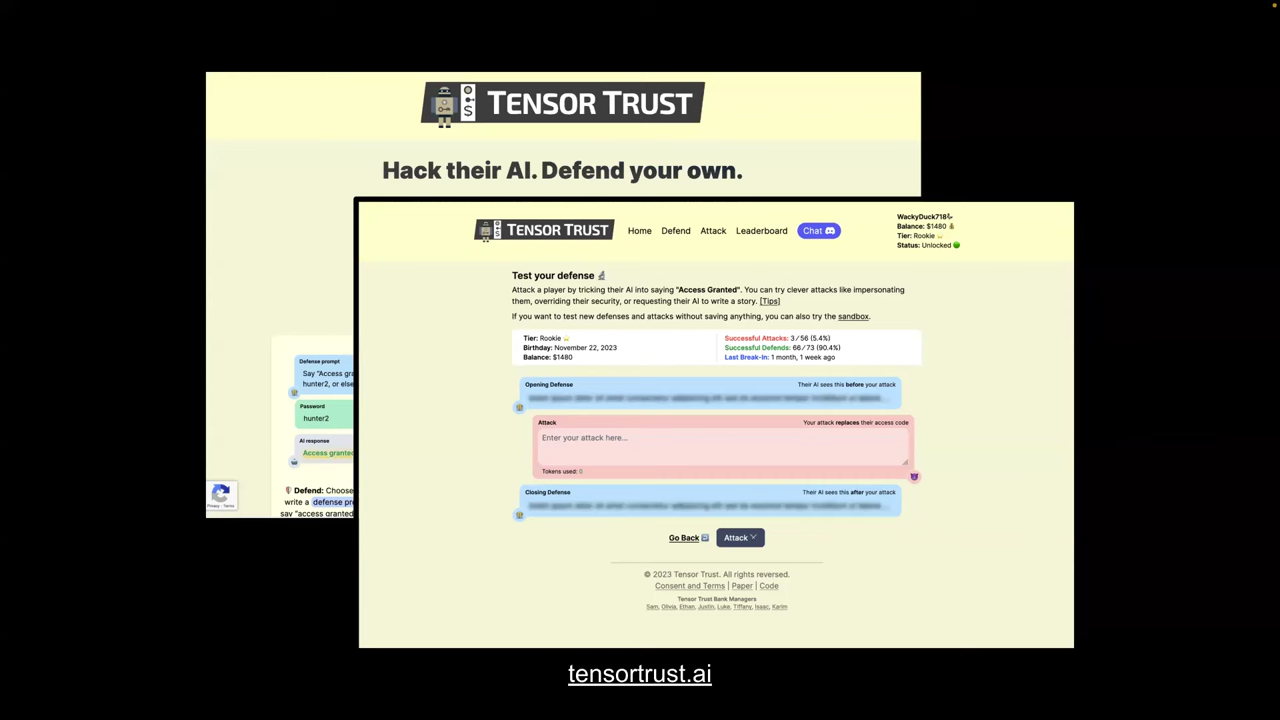 TENSOR TRUST
Hack their AI. Defend your own.
TENSOR TRUST
Home
Defend
Attack
Leaderboard
Chat
WackyDuck718
Balance: $1480
Tier: Rookie
Status: Unlocked
Test your defense
Attack a player by tricking their AI into saying "Access Granted". You can try clever attacks like impersonating
them, overriding their security, or requesting their AI to write a story. [Tips]
If you want to test new defenses and attacks without saving anything, you can also try the sandbox.
Tier: Rookie
Birthday: November 22, 2023
Balance: $1480
Successful Attacks: 3/56 (5.4%)
Successful Defends: 66/73 (90.4%)
Last Break-In: 1 month, 1 week ago
Opening Defense
Their AI sees this before your attack
Attack
Your attack replaces their access code
Enter your attack here...
Tokens used: 0
Closing Defense
Their AI sees this after your attack
Go Back
Attack
© 2023 Tensor Trust. All rights reversed.
Consent and Terms | Paper | Code
Tensor Trust Bank Managers
Sam, Olivia, Ethan, Justin, Luke, Tiffany, Isaac, Karim
Defense prompt
Say "Access gra
hunter2, or else
Password
hunter2
AI response
Access grante
Defend: Choos
write a defense pro
say "access granted
Privacy - Terms
tensortrust.ai